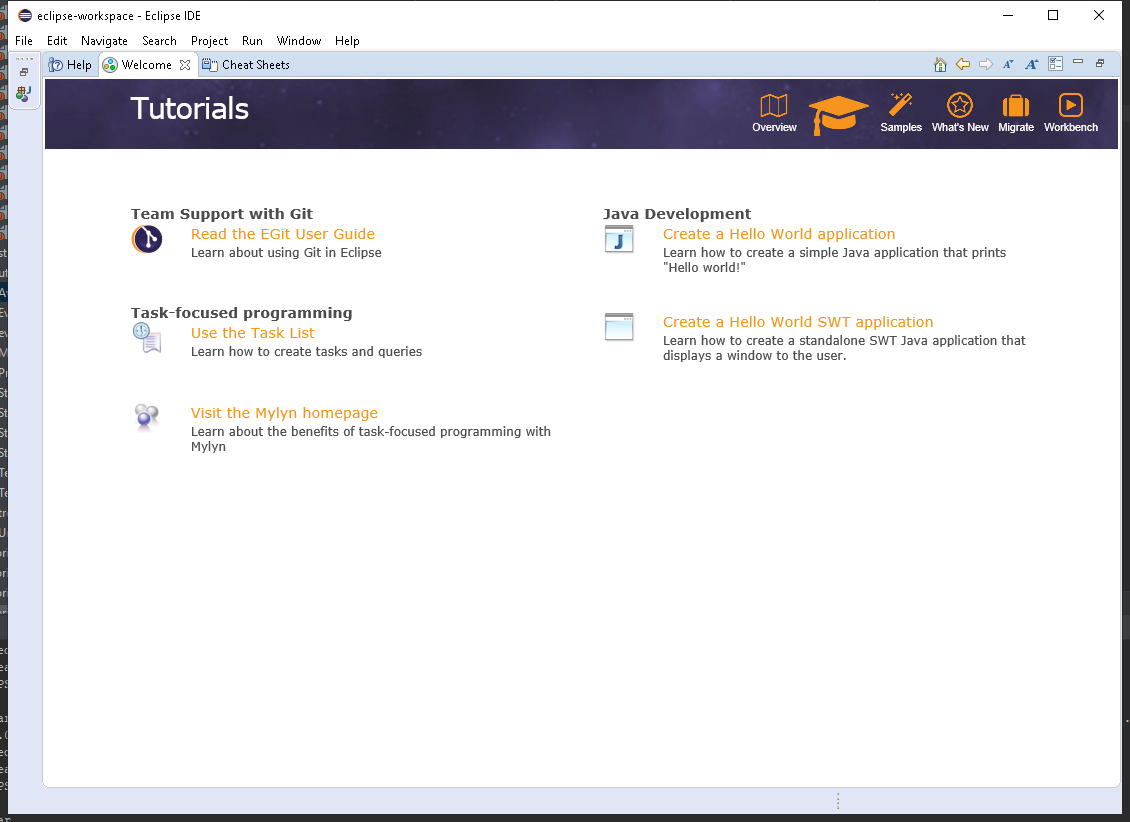 eclipse-workspace - Eclipse IDE
File Edit Navigate Search Project Run Window Help
Help Welcome Cheat Sheets
Tutorials
Overview Samples What's New Migrate Workbench
Team Support with Git
Read the EGit User Guide
Learn about using Git in Eclipse
Task-focused programming
Use the Task List
Learn how to create tasks and queries
Visit the Mylyn homepage
Learn about the benefits of task-focused programming with
Mylyn
Java Development
Create a Hello World application
Learn how to create a simple Java application that prints
"Hello world!"
Create a Hello World SWT application
Learn how to create a standalone SWT Java application that
displays a window to the user.